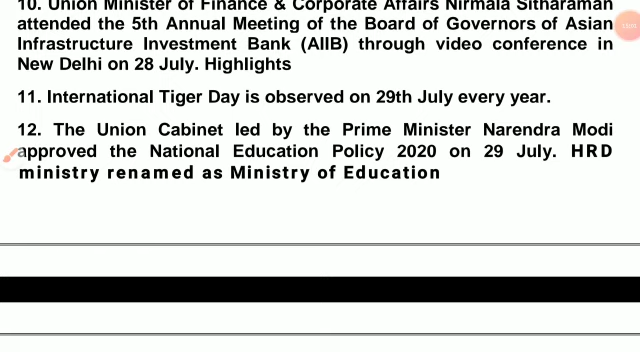 10. Union Minister of Finance & Corporate Affairs Nirmala Sitharaman
attended the 5th Annual Meeting of the Board of Governors of Asian
Infrastructure Investment Bank (AIIB) through video conference in
New Delhi on 28 July. Highlights
11. International Tiger Day is observed on 29th July every year.
12. The Union Cabinet led by the Prime Minister Narendra Modi
approved the National Education Policy 2020 on 29 July. HRD
ministry renamed as Ministry of Education